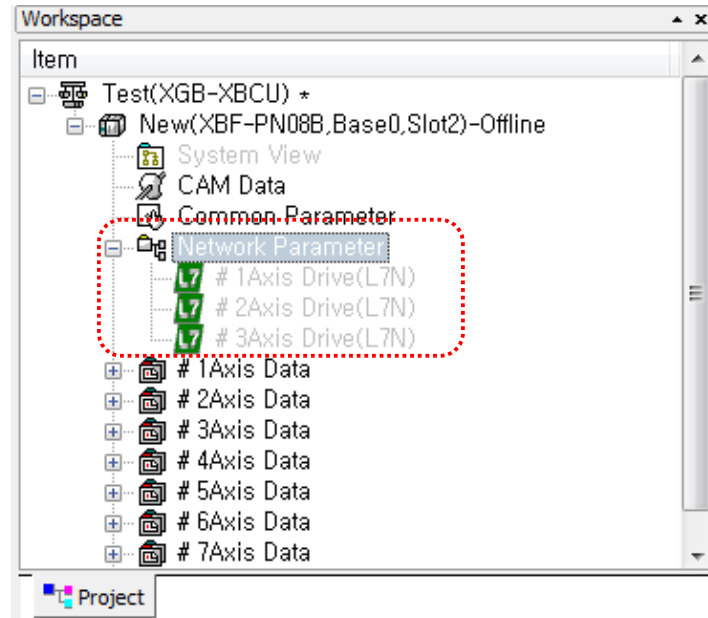 Workspace
Item
Test(XGB-XBCU) *
New(XBF-PN08B,Base0,Slot2)-Offline
System View
CAM Data
Common Parameter
Network Parameter
L7 # 1Axis Drive(L7N)
L7 # 2Axis Drive(L7N)
L7 # 3Axis Drive(L7N)
# 1Axis Data
# 2Axis Data
# 3Axis Data
# 4Axis Data
# 5Axis Data
# 6Axis Data
# 7Axis Data
Project